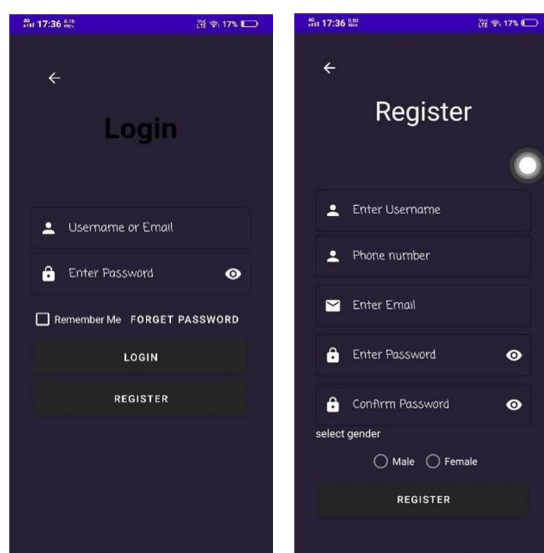 17:36
17%
Login
Username or Email
Enter Password
Remember Me FORGET PASSWORD
LOGIN
REGISTER
17:36
17%
Register
Enter Username
Phone number
Enter Email
Enter Password
Confirm Password
select gender
Male Female
REGISTER